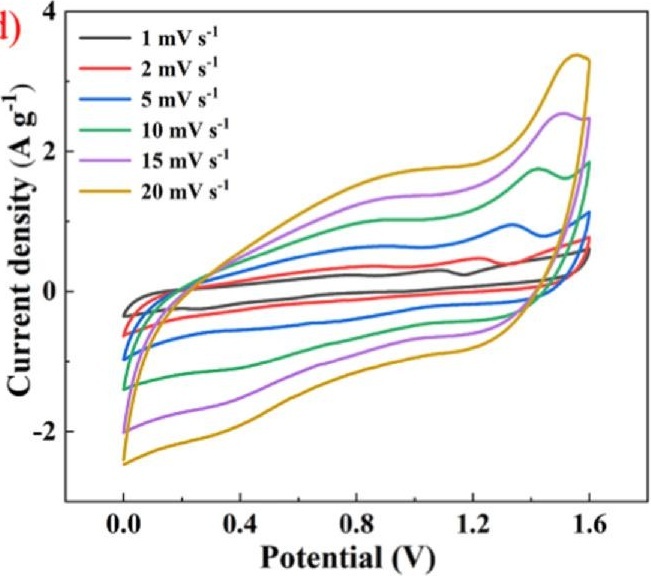 d)
4
2
0
-2
Current density (A g-1)
1 mV s-1
2 mV s-1
5 mV s-1
10 mV s-1
15 mV s-1
20 mV s-1
0.0 0.4 0.8 1.2 1.6
Potential (V)